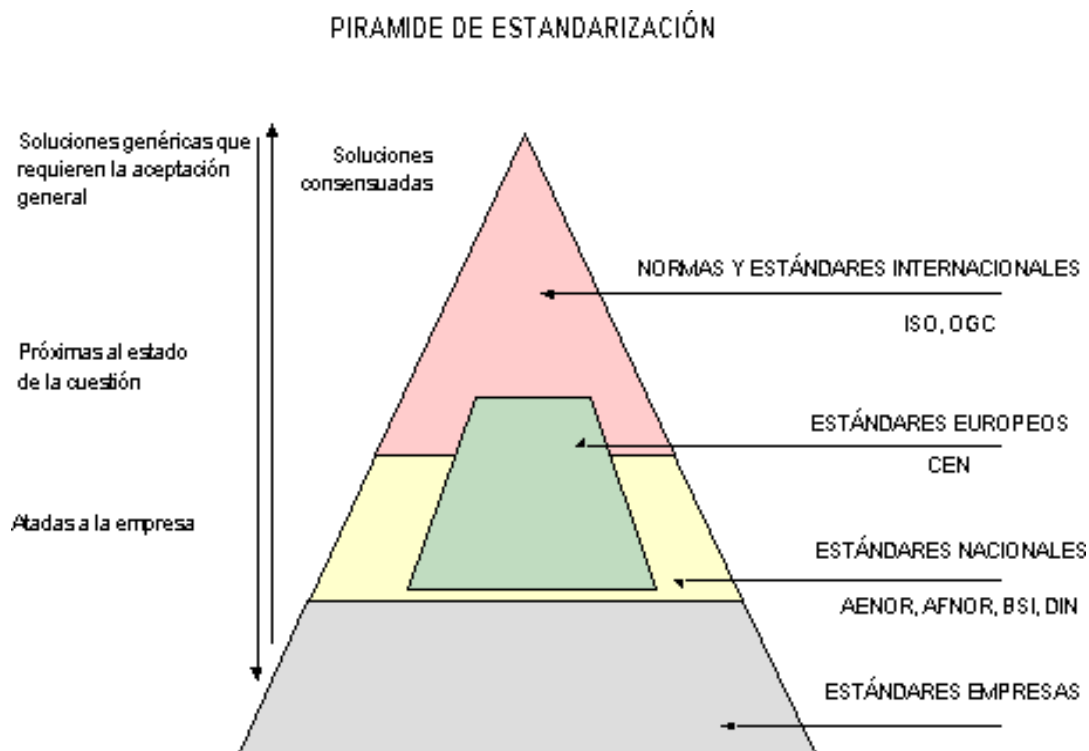 PIRAMIDE DE ESTANDARIZACIÓN
Soluciones genéricas que
requieren la aceptación
general
Soluciones
consensuadas
NORMAS Y ESTÁNDARES INTERNACIONALES
ISO, OGC
Próximas al estado
de la cuestión
ESTÁNDARES EUROPEOS
CEN
Atadas a la empresa
ESTÁNDARES NACIONALES
AENOR, AFNOR, BSI, DIN
ESTÁNDARES EMPRESAS